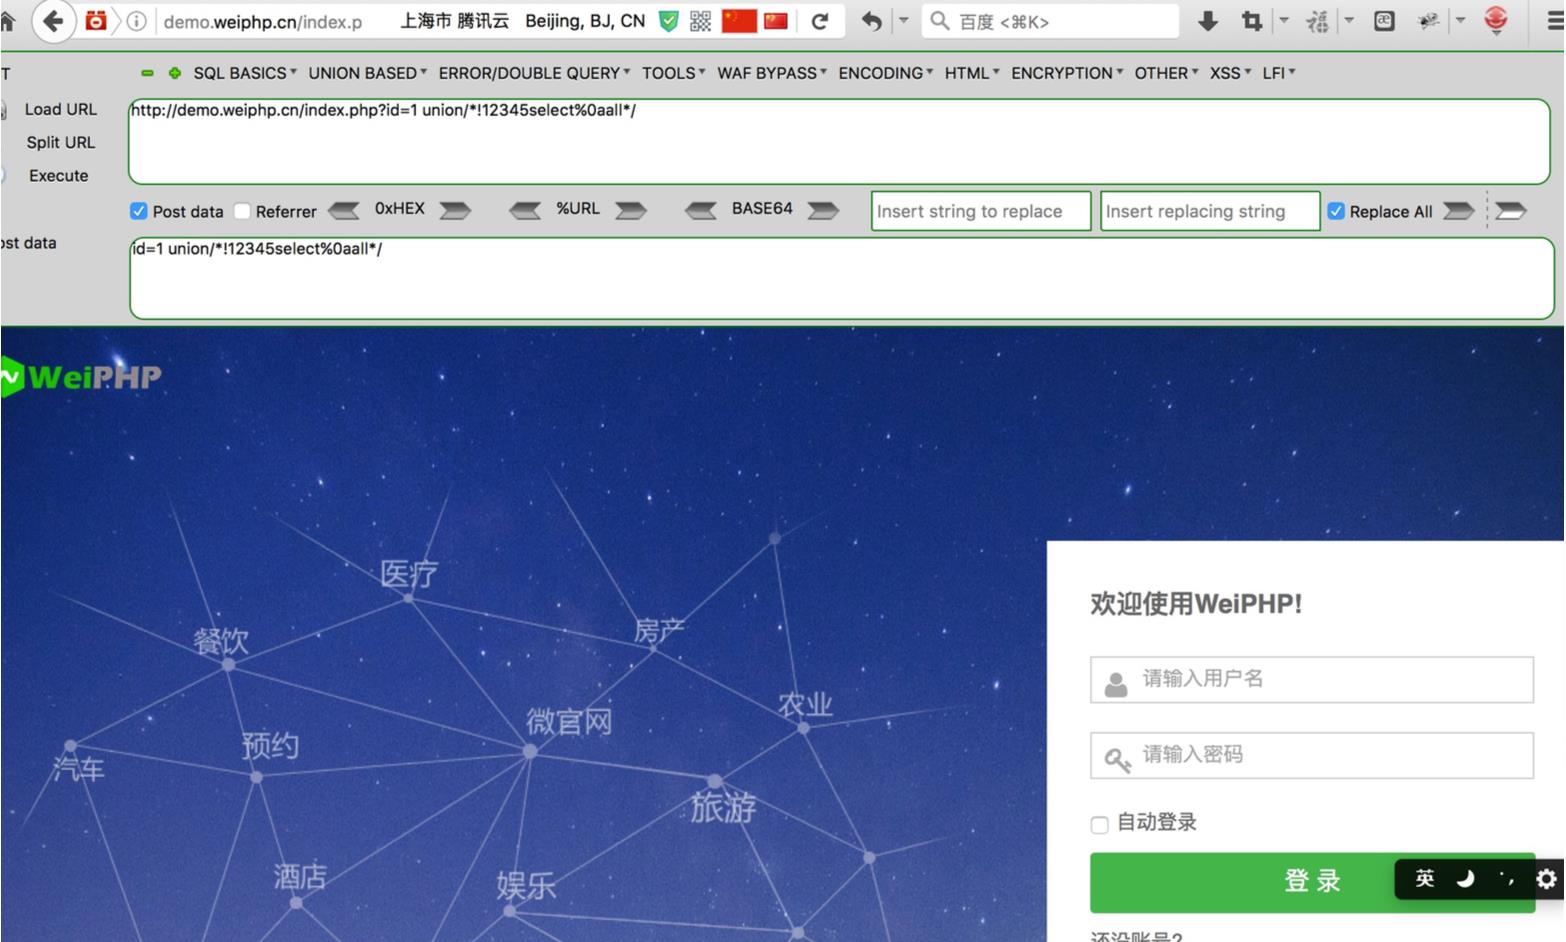 demo.weiphp.cn/index.p 上海市 腾讯云 Beijing, BJ, CN 百度 <⌘K>
T SQL BASICS UNION BASED ERROR/DOUBLE QUERY TOOLS WAF BYPASS ENCODING HTML ENCRYPTION OTHER XSS LFI
Load URL http://demo.weiphp.cn/index.php?id=1 union/*!12345select%0aall*/
Split URL
Execute
Post data Referrer 0xHEX %URL BASE64 Insert string to replace Insert replacing string Replace All
ost data id=1 union/*!12345select%0aall*/
WeiPHP
医疗
餐饮
房产
农业
微官网
预约
汽车
旅游
酒店
娱乐
欢迎使用WeiPHP!
请输入用户名
请输入密码
自动登录
登录
英
还没账号?